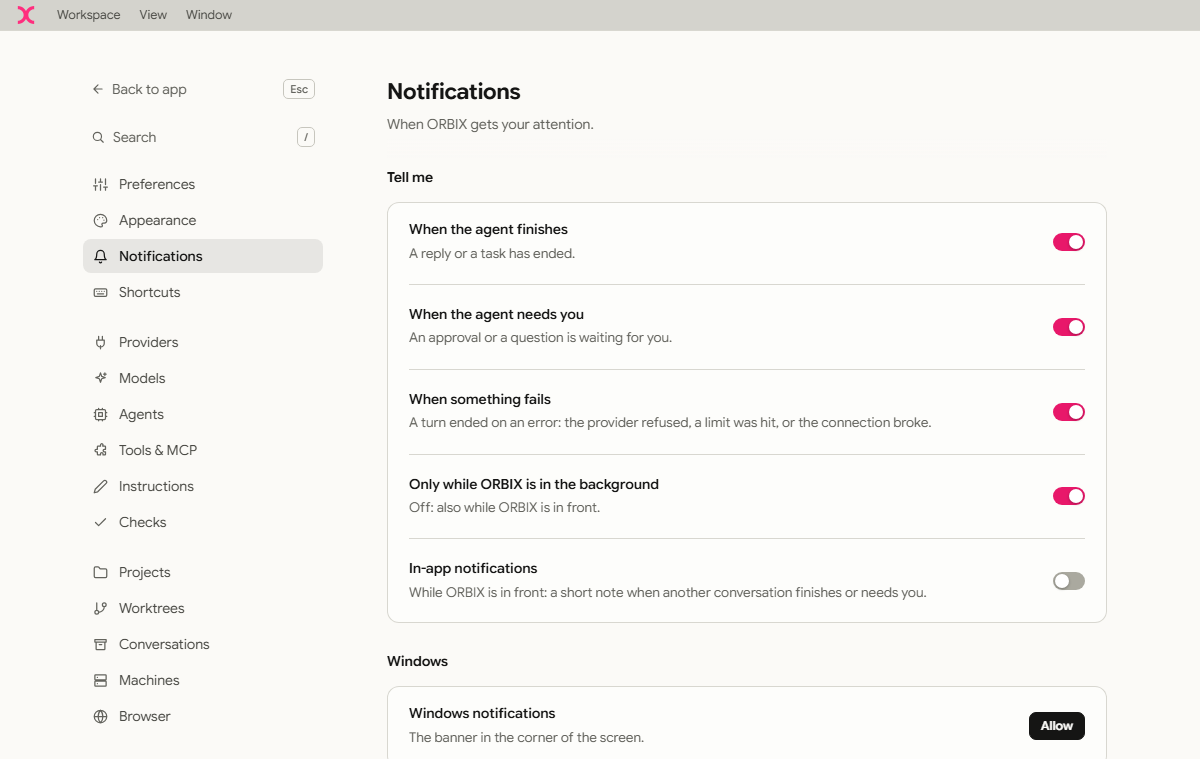 Workspace View Window
Back to app Esc
Search /
Preferences
Appearance
Notifications
Shortcuts
Providers
Models
Agents
Tools & MCP
Instructions
Checks
Projects
Worktrees
Conversations
Machines
Browser
Notifications
When ORBIX gets your attention.
Tell me
When the agent finishes
A reply or a task has ended.
When the agent needs you
An approval or a question is waiting for you.
When something fails
A turn ended on an error: the provider refused, a limit was hit, or the connection broke.
Only while ORBIX is in the background
Off: also while ORBIX is in front.
In-app notifications
While ORBIX is in front: a short note when another conversation finishes or needs you.
Windows
Windows notifications
The banner in the corner of the screen.
Allow